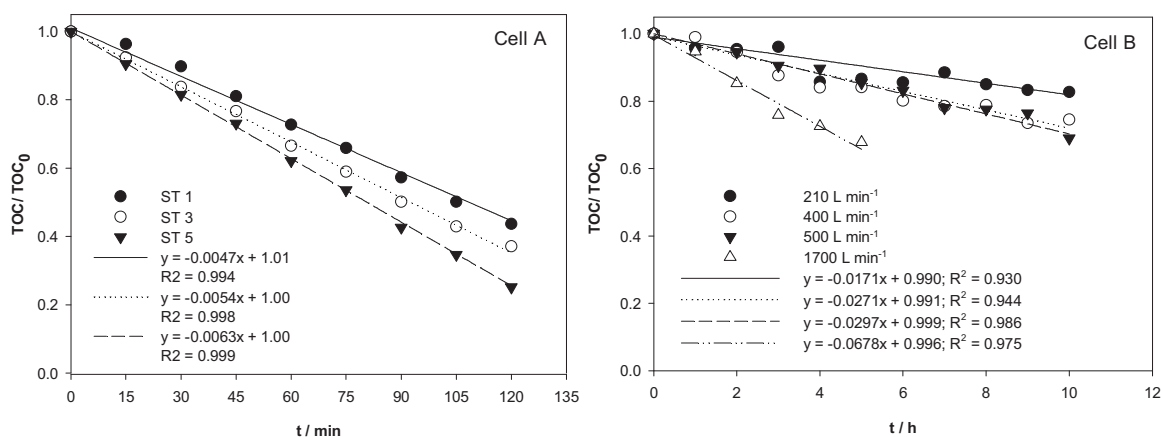 Cell A
TOC/ TOC₀
1.0
0.8
0.6
0.4
0.2
0.0
ST 1
ST 3
ST 5
y = -0.0047x + 1.01
R2 = 0.994
y = -0.0054x + 1.00
R2 = 0.998
y = -0.0063x + 1.00
R2 = 0.999
0 15 30 45 60 75 90 105 120 135
t / min
Cell B
TOC/ TOC₀
1.0
0.8
0.6
0.4
0.2
0.0
210 L min⁻¹
400 L min⁻¹
500 L min⁻¹
1700 L min⁻¹
y = -0.0171x + 0.990; R² = 0.930
y = -0.0271x + 0.991; R² = 0.944
y = -0.0297x + 0.999; R² = 0.986
y = -0.0678x + 0.996; R² = 0.975
0 2 4 6 8 10 12
t / h